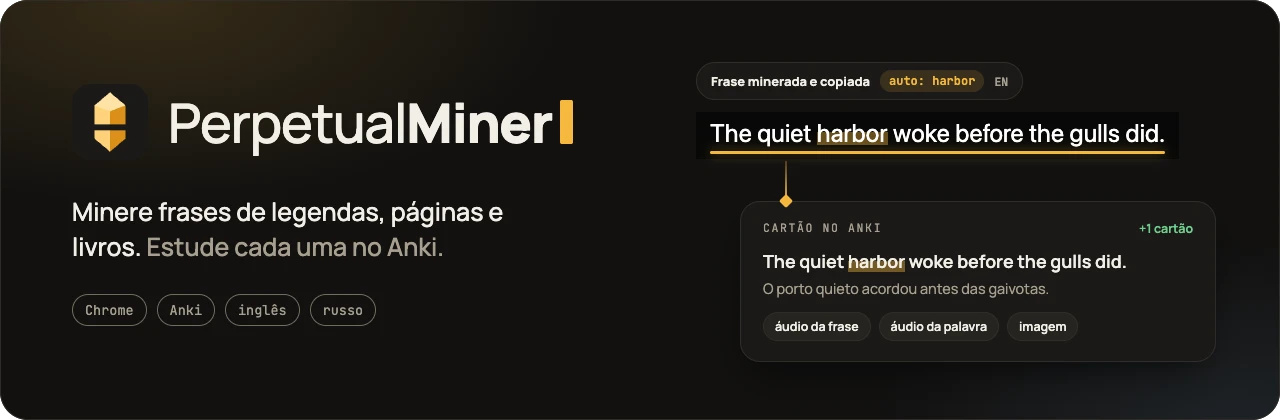 PerpetualMiner
Minere frases de legendas, páginas e
livros. Estude cada uma no Anki.
Chrome
Anki
inglês
russo
Frase minerada e copiada auto: harbor EN
The quiet harbor woke before the gulls did.
CARTÃO NO ANKI +1 cartão
The quiet harbor woke before the gulls did.
O porto quieto acordou antes das gaivotas.
áudio da frase áudio da palavra imagem